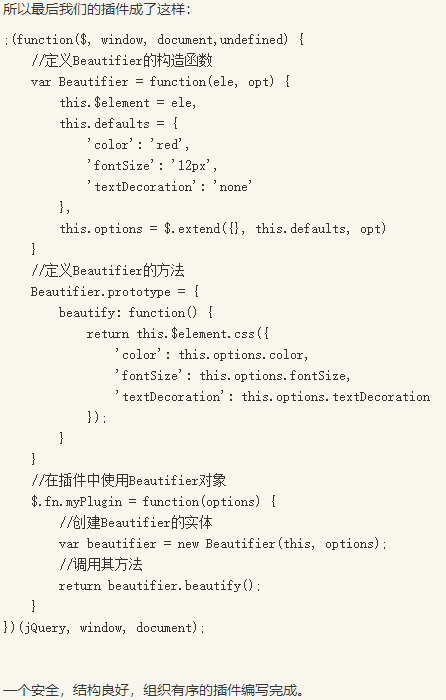 所以最后我们的插件成了这样：
;(function($, window, document,undefined) {
    //定义Beautifier的构造函数
    var Beautifier = function(ele, opt) {
        this.$element = ele,
        this.defaults = {
            'color': 'red',
            'fontSize': '12px',
            'textDecoration': 'none'
        },
        this.options = $.extend({}, this.defaults, opt)
    }
    //定义Beautifier的方法
    Beautifier.prototype = {
        beautify: function() {
            return this.$element.css({
                'color': this.options.color,
                'fontSize': this.options.fontSize,
                'textDecoration': this.options.textDecoration
            });
        }
    }
    //在插件中使用Beautifier对象
    $.fn.myPlugin = function(options) {
        //创建Beautifier的实体
        var beautifier = new Beautifier(this, options);
        //调用其方法
        return beautifier.beautify();
    }
})(jQuery, window, document);
一个安全，结构良好，组织有序的插件编写完成。